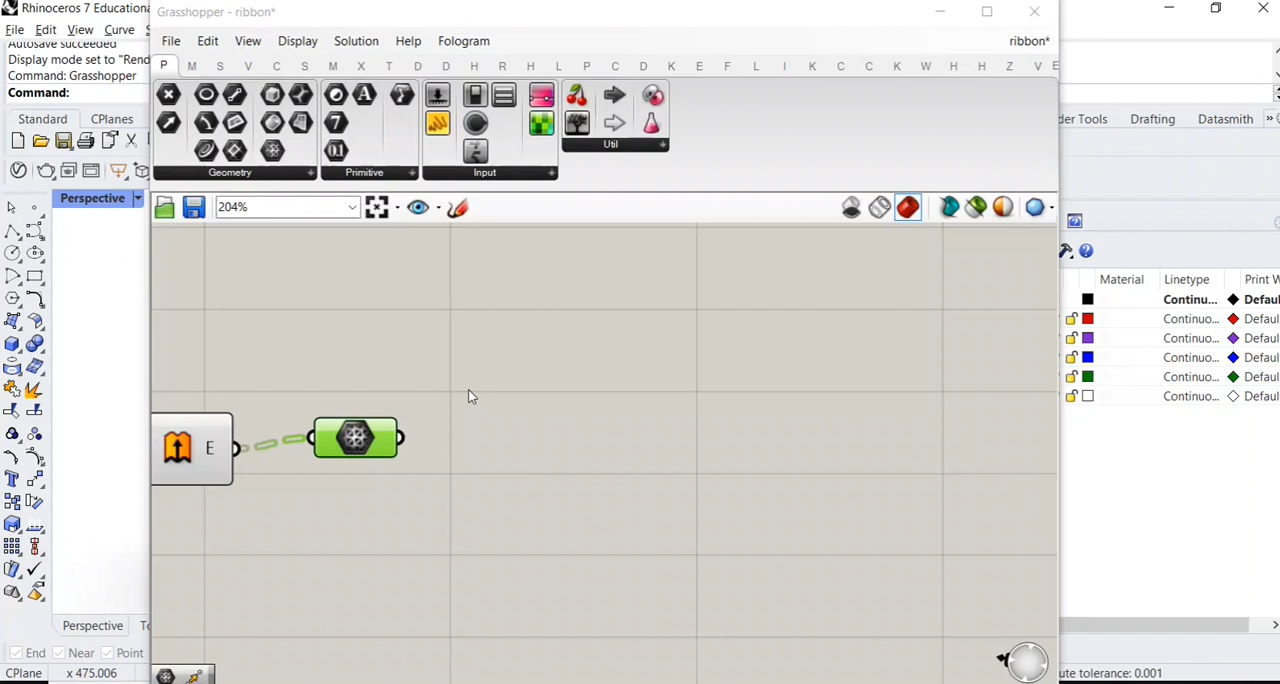 Rhinoceros 7 Educationa
File Edit View Curve S
Autosave succeeded
Display mode set to "Rend
Command: Grasshopper
Command:
Standard CPlanes
Perspective
Grasshopper - ribbon*
File Edit View Display Solution Help Fologram ribbon*
P M S V C S M X T D D H R H L P C D K E F L I K C C K W H H Z V E
Geometry Primitive Input Util
204%
E
der Tools Drafting Datasmith »
Material Linetype Print W
Continu... Defaul
Continuo... Defaul
Continuo... Defaul
Continuo... Defaul
Continuo... Defaul
Continuo... Defaul
Perspective To
End Near Point
CPlane x 475.006
ute tolerance: 0.001